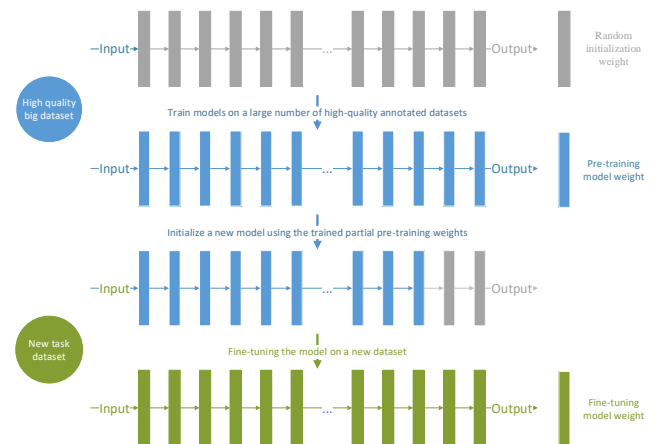 Input
...
Output
Random
initialization
weight
High quality
big dataset
Train models on a large number of high-quality annotated datasets
Input
...
Output
Pre-training
model weight
Initialize a new model using the trained partial pre-training weights
Input
...
Output
New task
dataset
Fine-tuning the model on a new dataset
Input
...
Output
Fine-tuning
model weight